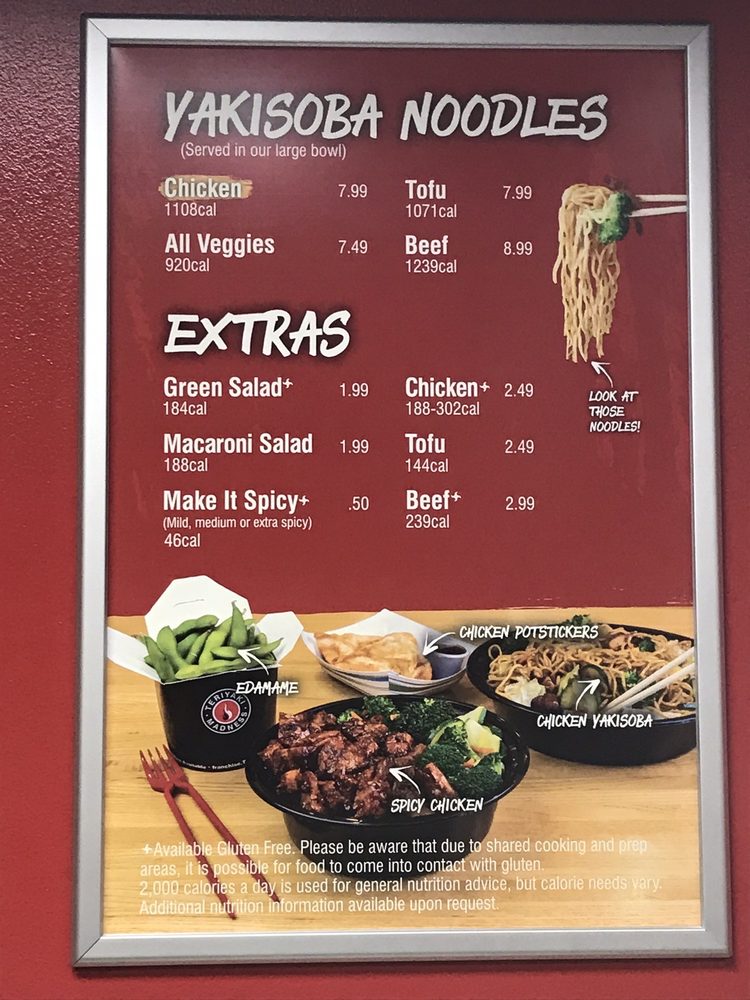 YAKISOBA NOODLES
(Served in our large bowl)
Chicken 7.99 Tofu 7.99
1108cal 1071cal
All Veggies 7.49 Beef 8.99
920cal 1239cal
LOOK AT
THOSE
NOODLES!
EXTRAS
Green Salad+ 1.99 Chicken+ 2.49
184cal 188-302cal
Macaroni Salad 1.99 Tofu 2.49
188cal 144cal
Make It Spicy+ .50 Beef+ 2.99
(Mild, medium or extra spicy) 239cal
46cal
CHICKEN POTSTICKERS
EDAMAME
TERIYAKI
MADNESS
CHICKEN YAKISOBA
SPICY CHICKEN
+Available Gluten Free. Please be aware that due to shared cooking and prep
areas, it is possible for food to come into contact with gluten.
2,000 calories a day is used for general nutrition advice, but calorie needs vary.
Additional nutrition information available upon request.